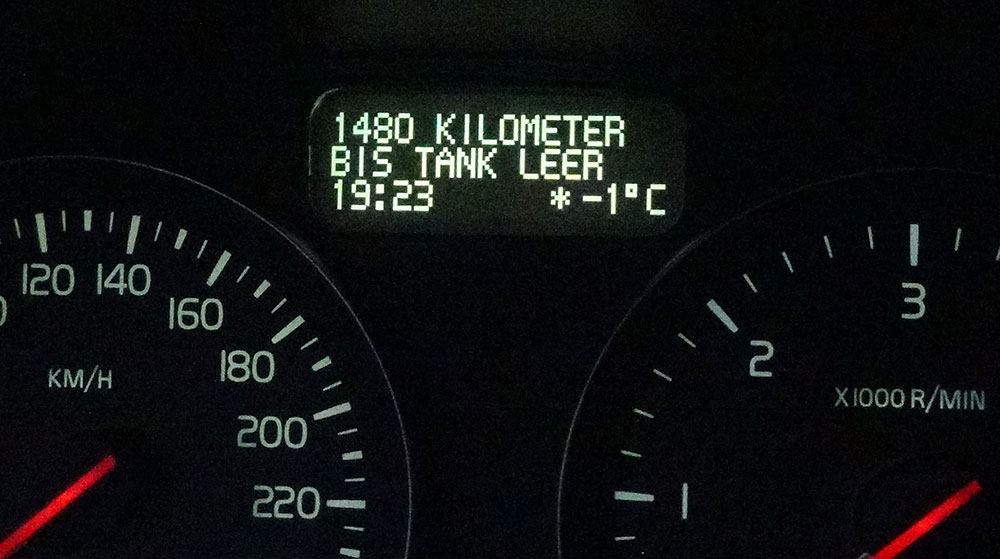 1480 KILOMETER
BIS TANK LEER
19:23 *-1°C
120 140 160 180 200 220
KM/H
1 2 3
X1000 R/MIN